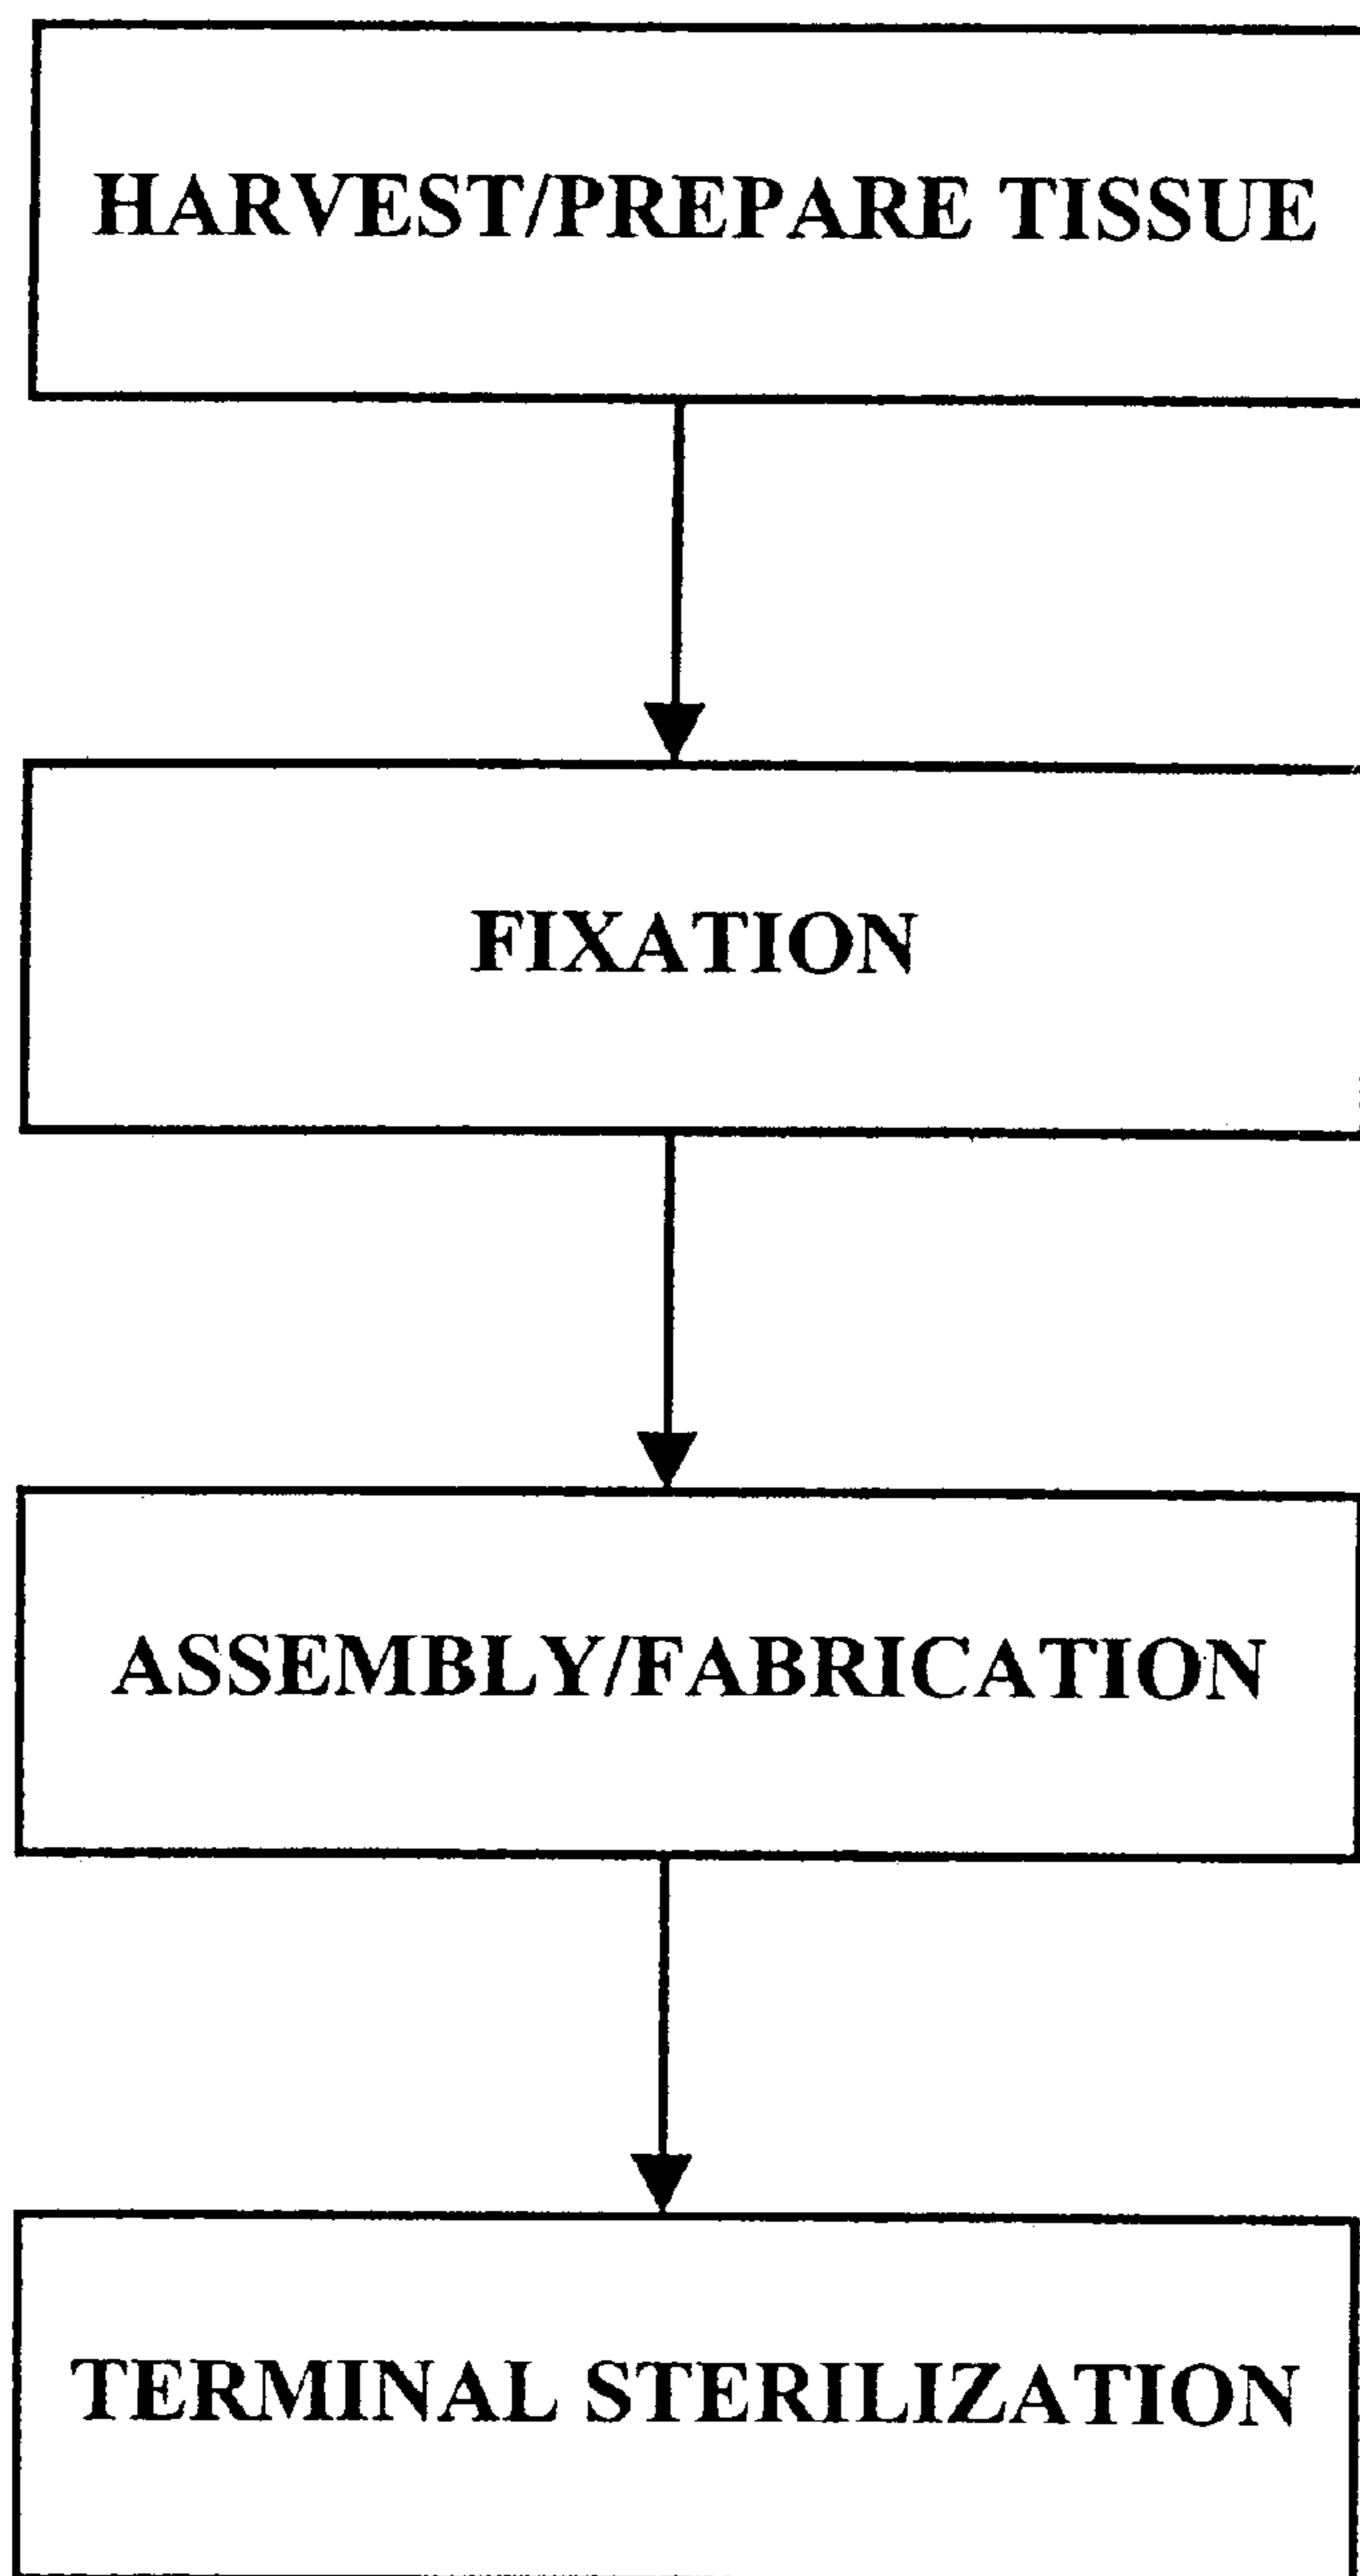 HARVEST/PREPARE TISSUE
FIXATION
ASSEMBLY/FABRICATION
TERMINAL STERILIZATION